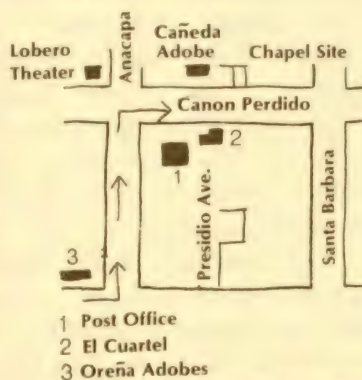 Lobero
Theater
Anacapa
Cañeda
Adobe
Chapel Site
Canon Perdido
2
1
Presidio Ave.
Santa Barbara
3
1 Post Office
2 El Cuartel
3 Oreña Adobes